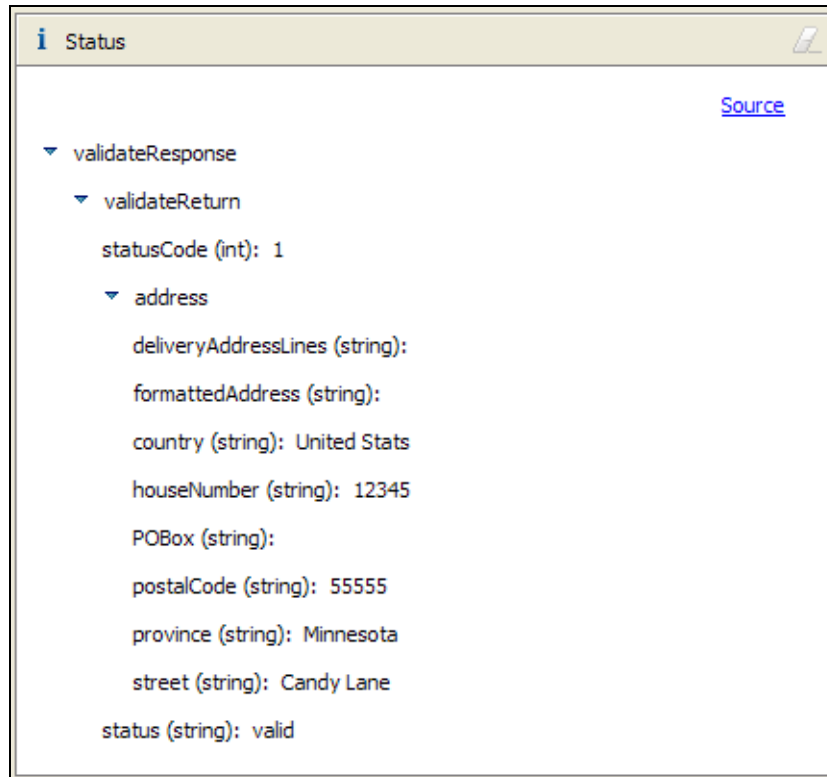 i Status
Source
validateResponse
validateReturn
statusCode (int): 1
address
deliveryAddressLines (string):
formattedAddress (string):
country (string): United Stats
houseNumber (string): 12345
POBox (string):
postalCode (string): 55555
province (string): Minnesota
street (string): Candy Lane
status (string): valid